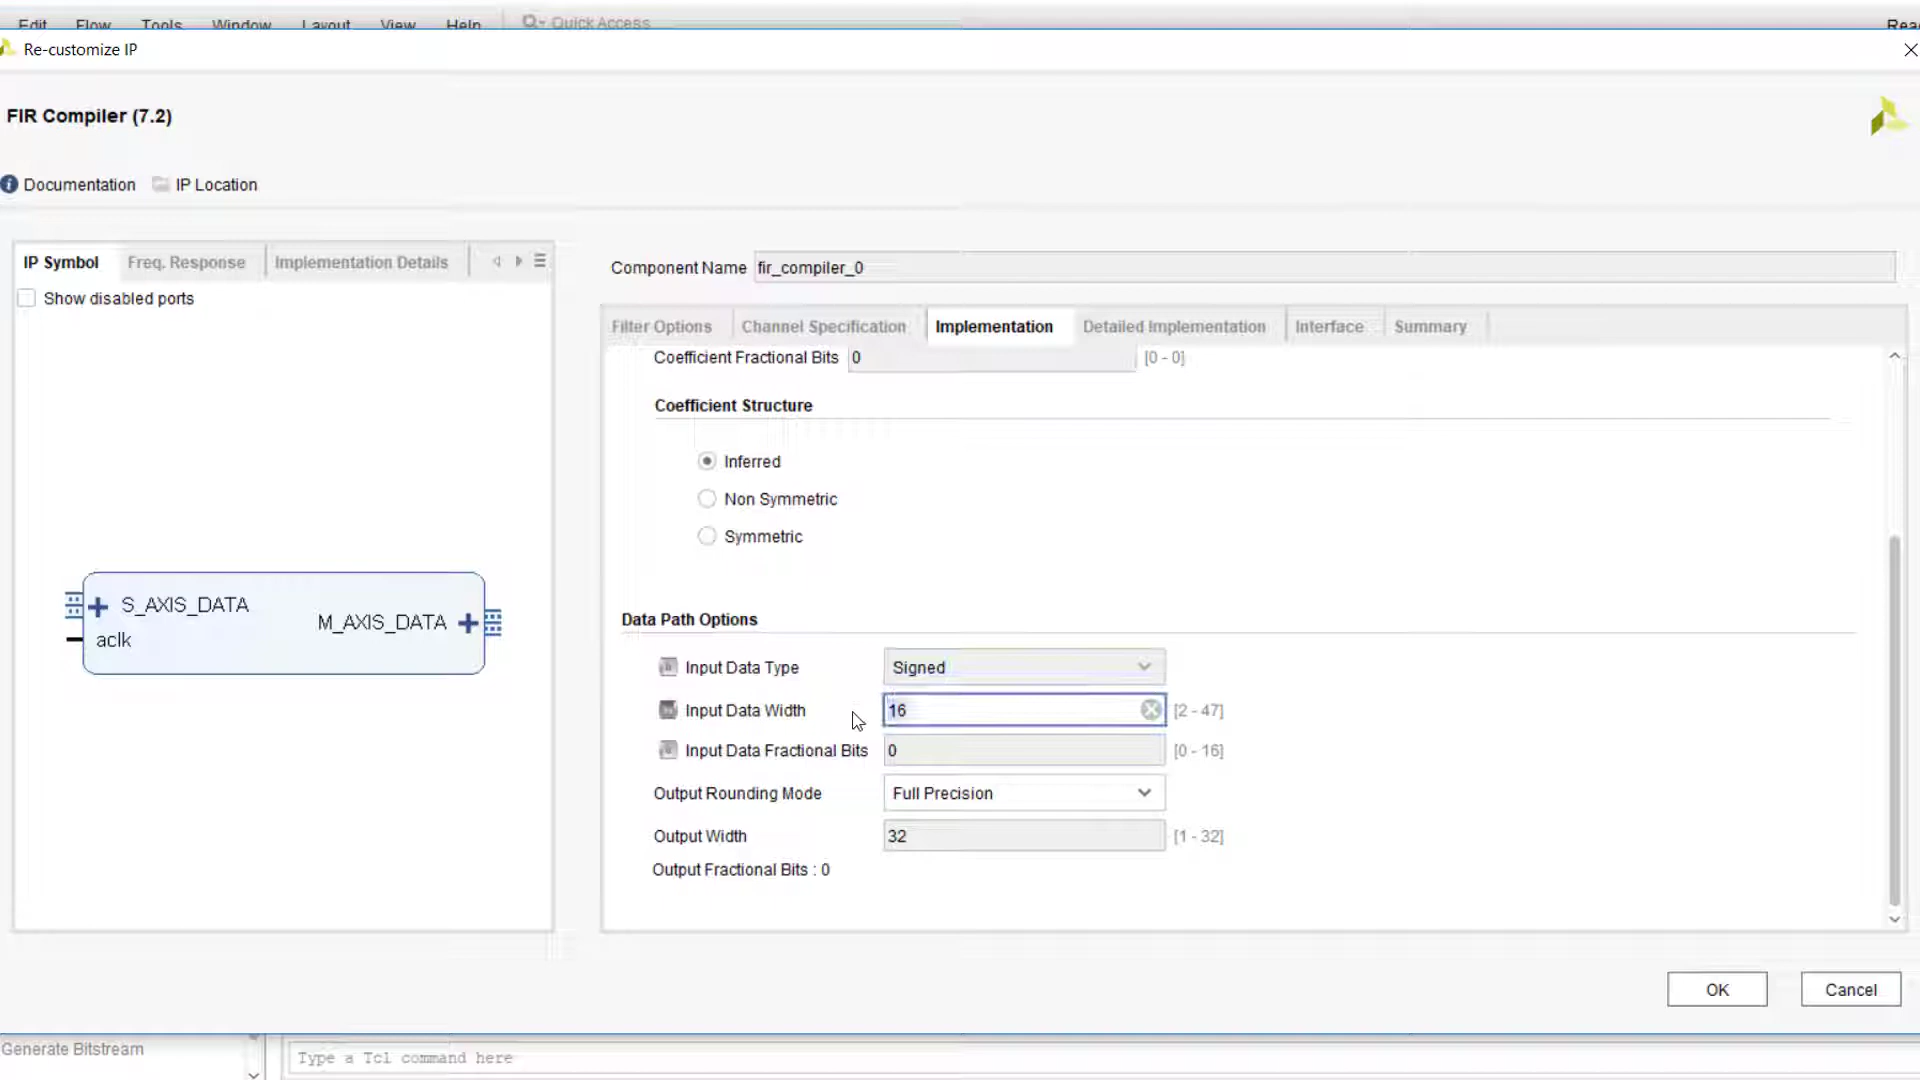 Edit Flow Tools Window Layout View Help Quick Access
Re-customize IP
FIR Compiler (7.2)
Documentation IP Location
IP Symbol Freq. Response Implementation Details
Show disabled ports
S_AXIS_DATA
M_AXIS_DATA
aclk
Component Name fir_compiler_0
Filter Options Channel Specification Implementation Detailed Implementation Interface Summary
Coefficient Fractional Bits 0 [0 - 0]
Coefficient Structure
Inferred
Non Symmetric
Symmetric
Data Path Options
Input Data Type Signed
Input Data Width 16 [2 - 47]
Input Data Fractional Bits 0 [0 - 16]
Output Rounding Mode Full Precision
Output Width 32 [1 - 32]
Output Fractional Bits : 0
OK Cancel
Generate Bitstream
Type a Tcl command here